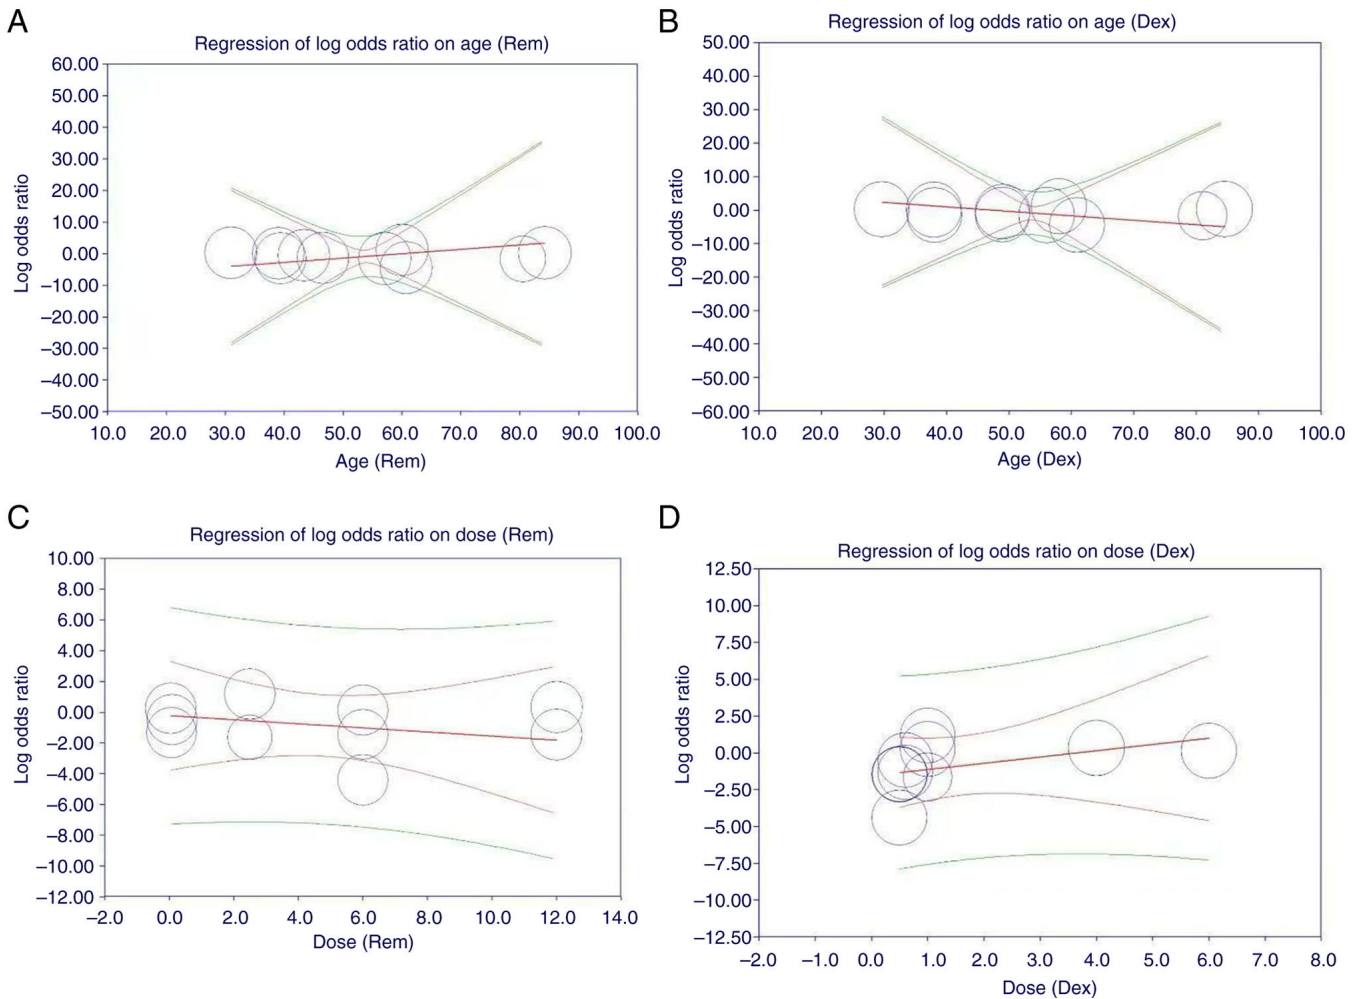 A
Regression of log odds ratio on age (Rem)
60.00
50.00
40.00
30.00
20.00
10.00
0.00
–10.00
–20.00
–30.00
–40.00
–50.00
Log odds ratio
10.0 20.0 30.0 40.0 50.0 60.0 70.0 80.0 90.0 100.0
Age (Rem)
B
Regression of log odds ratio on age (Dex)
50.00
40.00
30.00
20.00
10.00
0.00
–10.00
–20.00
–30.00
–40.00
–50.00
–60.00
Log odds ratio
10.0 20.0 30.0 40.0 50.0 60.0 70.0 80.0 90.0 100.0
Age (Dex)
C
Regression of log odds ratio on dose (Rem)
10.00
8.00
6.00
4.00
2.00
0.00
–2.00
–4.00
–6.00
–8.00
–10.00
–12.00
Log odds ratio
–2.0 0.0 2.0 4.0 6.0 8.0 10.0 12.0 14.0
Dose (Rem)
D
Regression of log odds ratio on dose (Dex)
12.50
10.00
7.50
5.00
2.50
0.00
–2.50
–5.00
–7.50
–10.00
–12.50
Log odds ratio
–2.0 –1.0 0.0 1.0 2.0 3.0 4.0 5.0 6.0 7.0 8.0
Dose (Dex)